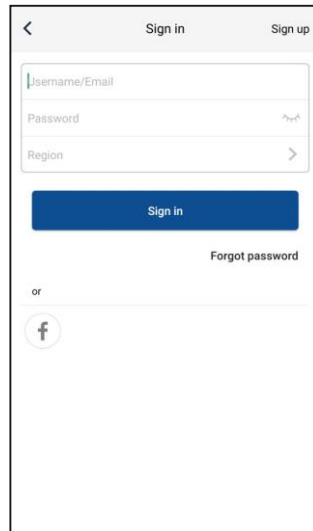 Sign in Sign up
Username/Email
Password
Region
Sign in
Forgot password
or
f